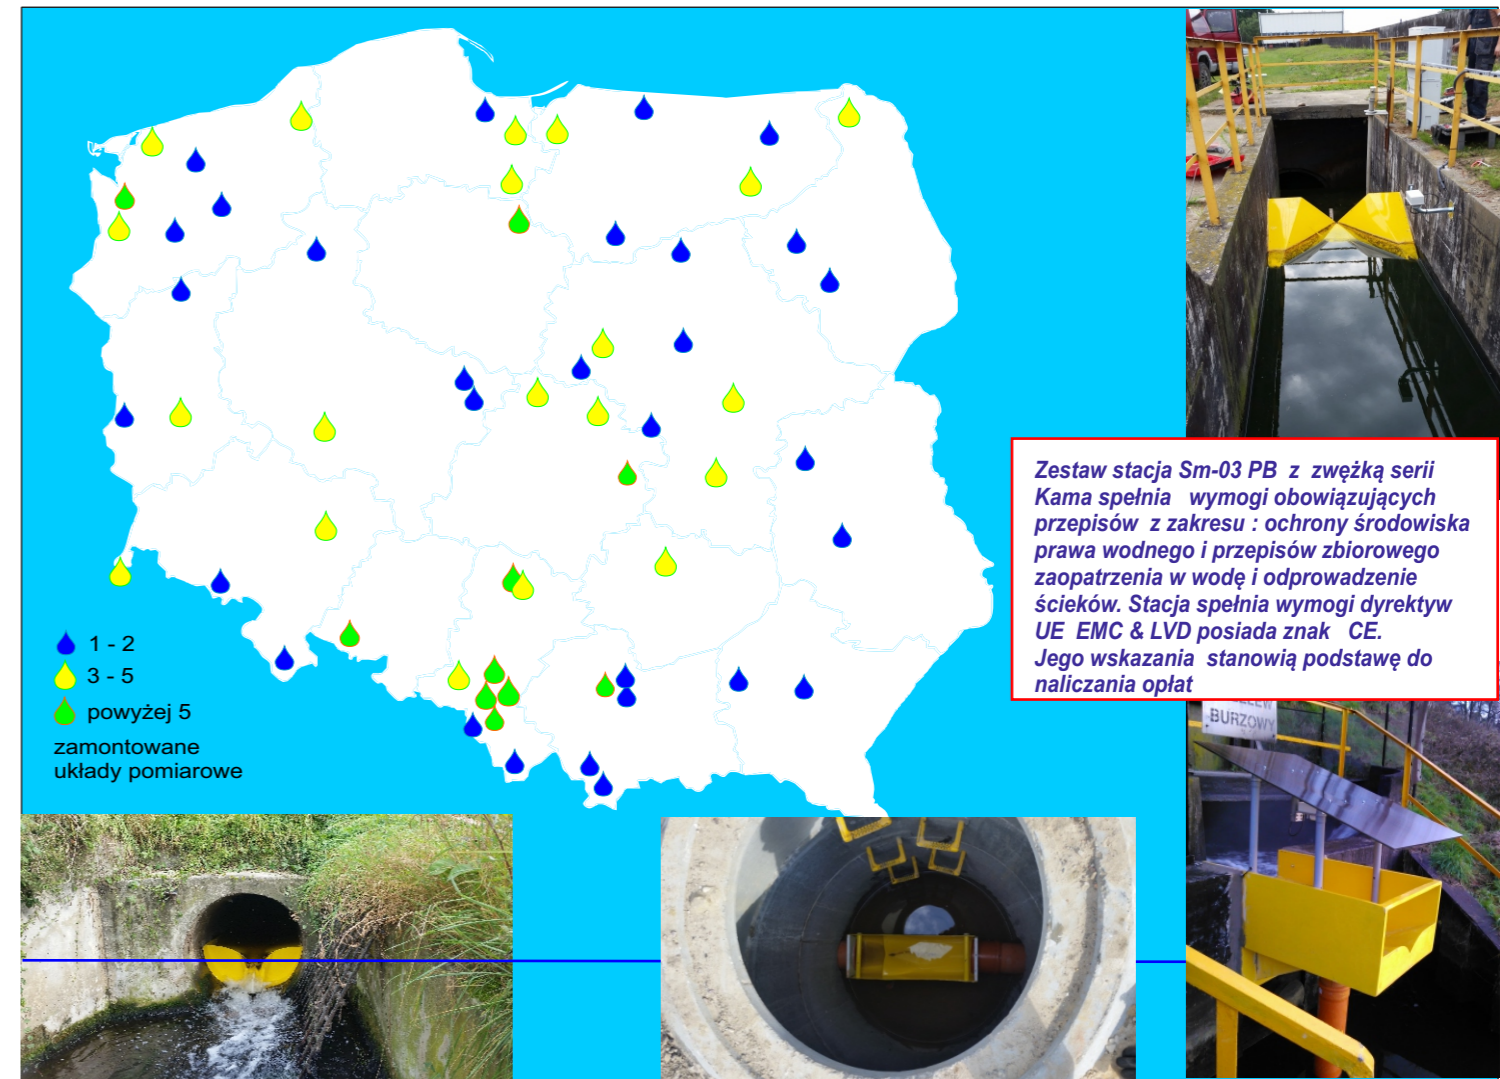 Zestaw stacja Sm-03 PB z zwężką serii
Kama spełnia wymogi obowiązujących
przepisów z zakresu : ochrony środowiska
prawa wodnego i przepisów zbiorowego
zaopatrzenia w wodę i odprowadzenie
ścieków. Stacja spełnia wymogi dyrektyw
UE EMC & LVD posiada znak CE.
Jego wskazania stanowią podstawę do
naliczania opłat
1 - 2
3 - 5
powyżej 5
zamontowane
układy pomiarowe
BURZOWY